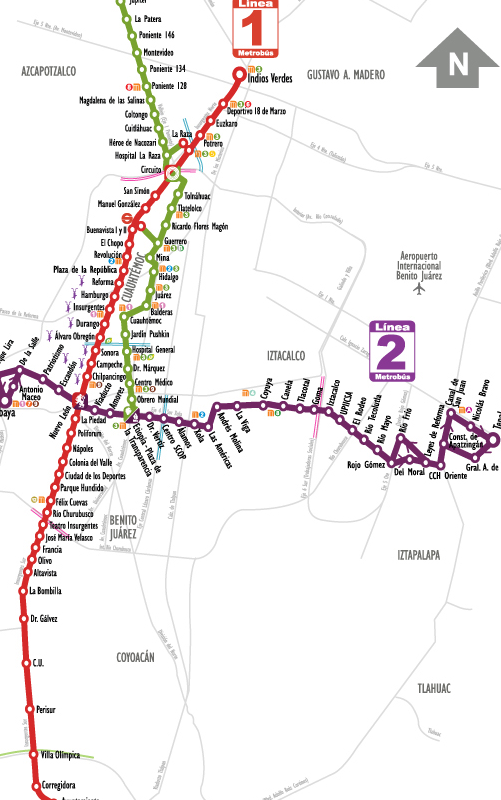 Júpiter
La Patera
Poniente 146
Montevideo
Poniente 134
Poniente 128
Magdalena de las Salinas
Coltongo
Cuitláhuac
Héroe de Nacozari
Hospital La Raza
La Raza
Circuito
Línea
1
Metrobús
Indios Verdes
Deportivo 18 de Marzo
Euzkaro
Potrero
AZCAPOTZALCO
GUSTAVO A. MADERO
N
San Simón
Manuel González
Buenavista I y II
El Chopo
Revolución
Plaza de la República
Reforma
Hamburgo
Insurgentes
Durango
Álvaro Obregón
Sonora
Campeche
Chilpancingo
Nuevo León
La Piedad
Poliforum
Nápoles
Colonia del Valle
Ciudad de los Deportes
Parque Hundido
Félix Cuevas
Río Churubusco
Teatro Insurgentes
José María Velasco
Francia
Olivo
Altavista
La Bombilla
Dr. Gálvez
C.U.
Perisur
Villa Olímpica
Corregidora
Tolnáhuac
Tlatelolco
Ricardo Flores Magón
Guerrero
Mina
Hidalgo
Juárez
Balderas
Cuauhtémoc
Jardín Pushkin
Hospital General
Dr. Márquez
Centro Médico
Obrero Mundial
CUAUHTÉMOC
Aeropuerto
Internacional
Benito Juárez
Línea
2
Metrobús
IZTACALCO
De la Salle
Patriotismo
Escandón
Antonio
Maceo
Viaducto
Amores
Etiopía - Plaza de
la Transparencia
Dr. Vértiz
Centro SCOP
Álamos
Xola
Las Américas
Andrés Molina
La Viga
Coyuya
Canela
Tlacotal
Goma
Iztacalco
UPIICSA
El Rodeo
Río Tecolutla
Río Mayo
Rojo Gómez
Río Frío
Del Moral
Leyes de Reforma
CCH Oriente
Canal de
San Juan
Nicolás Bravo
Const. de
Apatzingán
Gral. A. de
BENITO
JUÁREZ
IZTAPALAPA
COYOACÁN
TLAHUAC